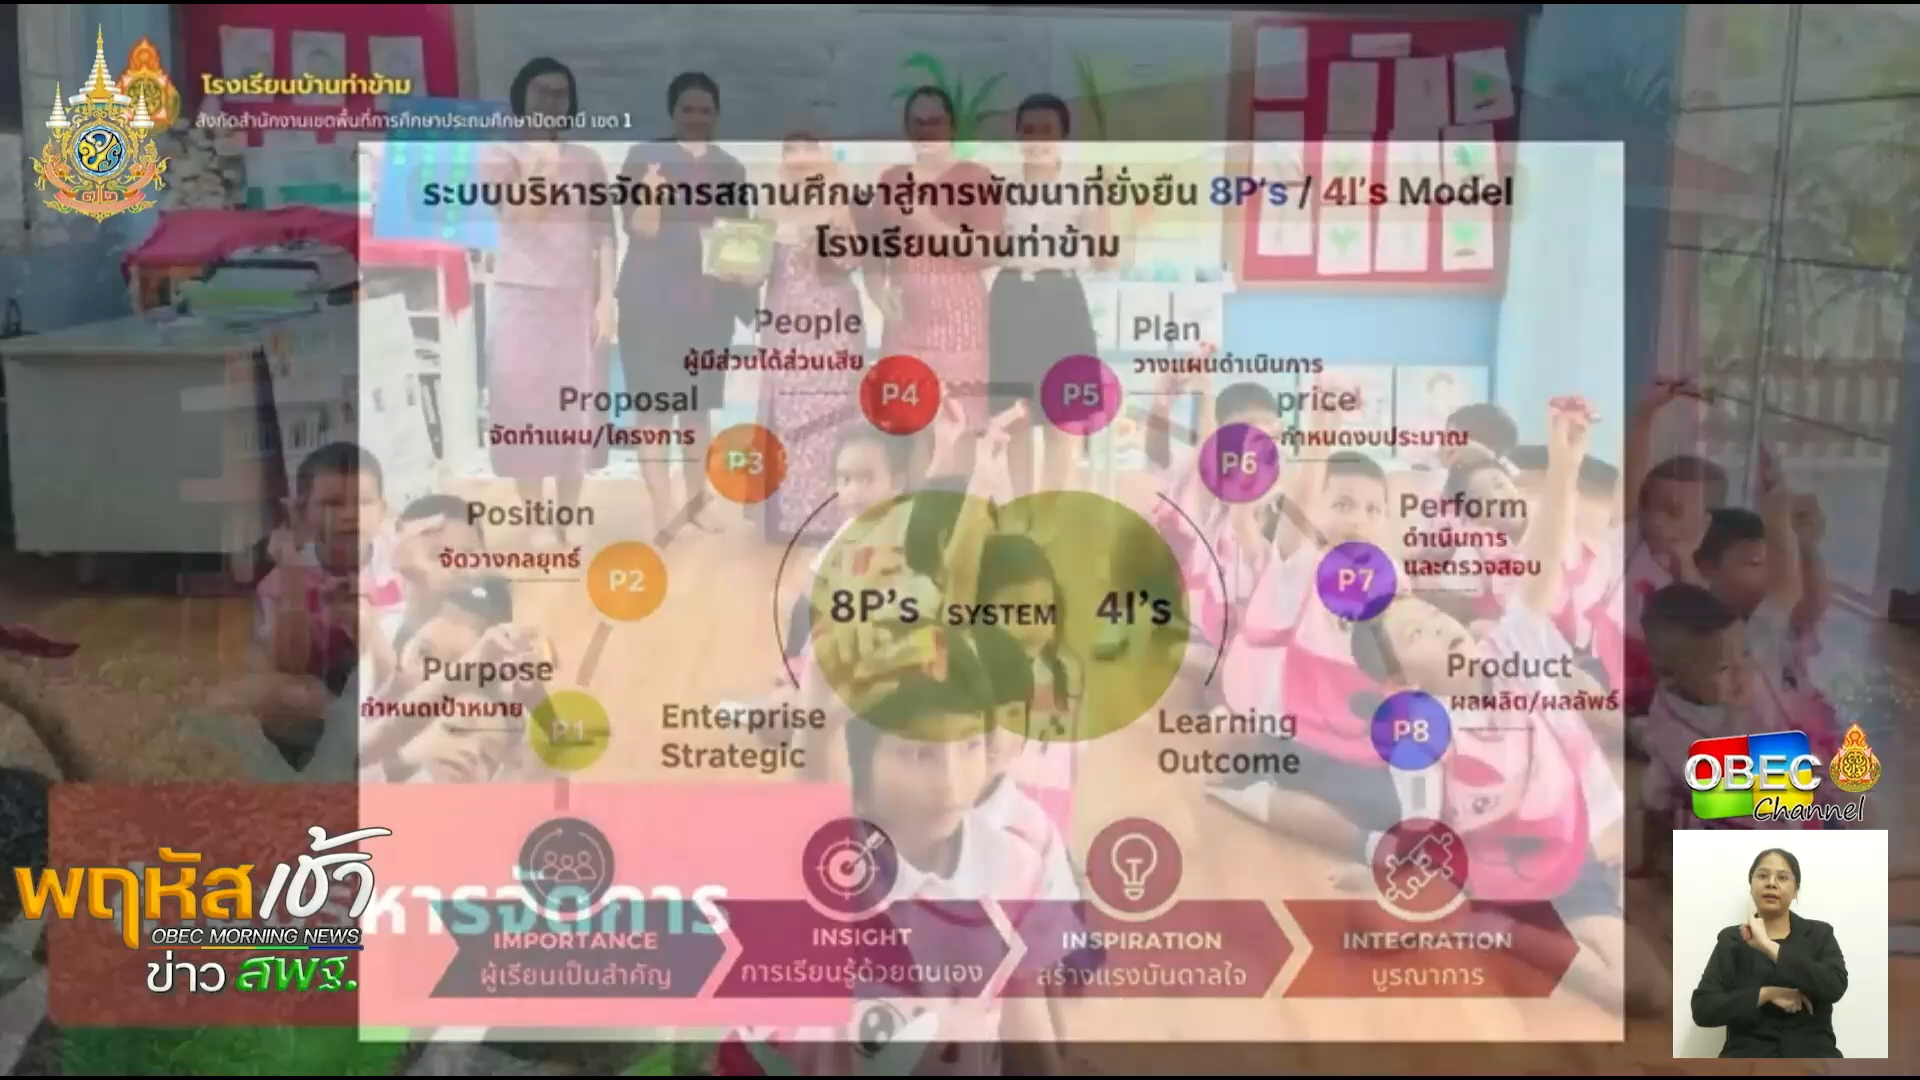 โรงเรียนบ้านท่าข้าม
สังกัดสำนักงานเขตพื้นที่การศึกษาประถมศึกษาปัตตานี เขต 1
ระบบบริหารจัดการสถานศึกษาสู่การพัฒนาที่ยั่งยืน 8P's / 4I's Model
โรงเรียนบ้านท่าข้าม
People
ผู้มีส่วนได้ส่วนเสีย
P4
Plan
วางแผนดำเนินการ
P5
Proposal
จัดทำแผน/โครงการ
P3
price
กำหนดงบประมาณ
P6
Position
จัดวางกลยุทธ์
P2
Perform
ดำเนินการ
และตรวจสอบ
P7
8P's SYSTEM 4I's
Purpose
กำหนดเป้าหมาย
P1
Product
ผลผลิต/ผลลัพธ์
P8
Enterprise
Strategic
Learning
Outcome
หารจัดการ
IMPORTANCE
ผู้เรียนเป็นสำคัญ
INSIGHT
การเรียนรู้ด้วยตนเอง
INSPIRATION
สร้างแรงบันดาลใจ
INTEGRATION
บูรณาการ
พฤหัสเช้า
OBEC MORNING NEWS
ข่าว สพฐ.
OBEC
Channel